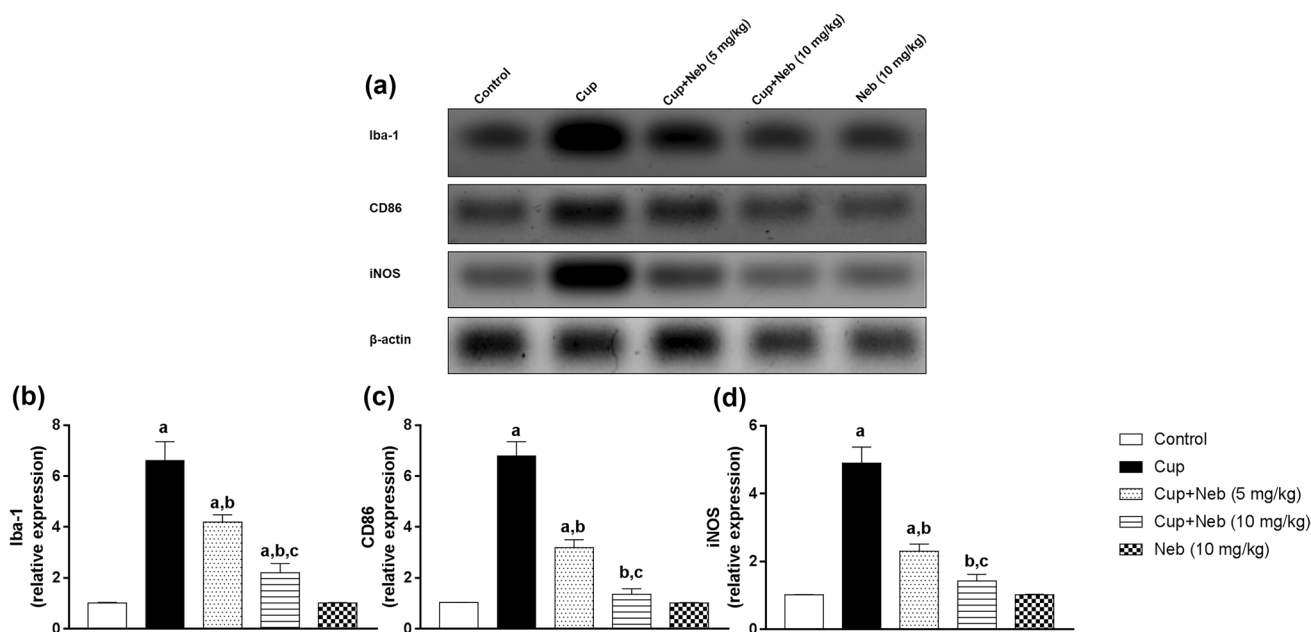 (a)
Control
Cup
Cup+Neb (5 mg/kg)
Cup+Neb (10 mg/kg)
Neb (10 mg/kg)
Iba-1
CD86
iNOS
β-actin
(b)
Iba-1
(relative expression)
8
6
4
2
0
a
a,b
a,b,c
(c)
CD86
(relative expression)
8
6
4
2
0
a
a,b
b,c
(d)
iNOS
(relative expression)
6
4
2
0
a
a,b
b,c
Control
Cup
Cup+Neb (5 mg/kg)
Cup+Neb (10 mg/kg)
Neb (10 mg/kg)